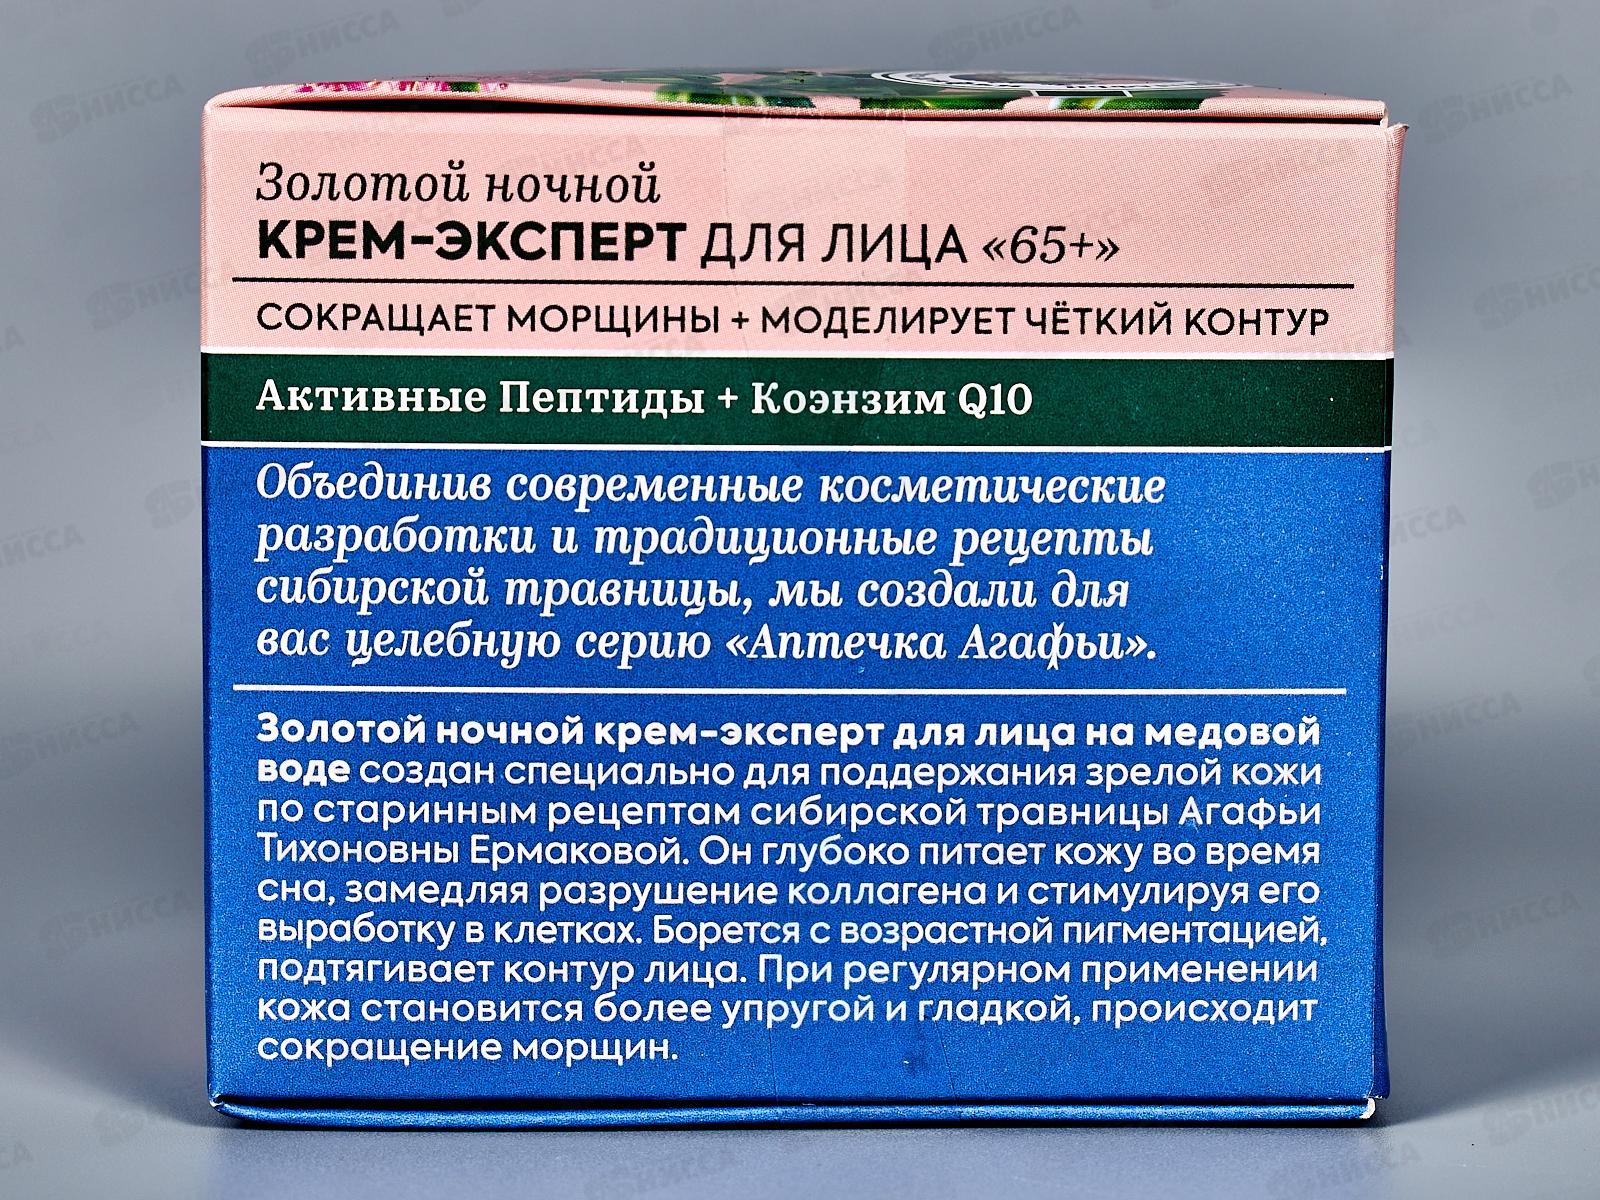 Золотой ночной
КРЕМ-ЭКСПЕРТ ДЛЯ ЛИЦА «65+»
СОКРАЩАЕТ МОРЩИНЫ + МОДЕЛИРУЕТ ЧЁТКИЙ КОНТУР
Активные Пептиды + Коэнзим Q10
Объединив современные косметические
разработки и традиционные рецепты
сибирской травницы, мы создали для
вас целебную серию «Аптечка Агафьи».
Золотой ночной крем-эксперт для лица на медовой
воде создан специально для поддержания зрелой кожи
по старинным рецептам сибирской травницы Агафьи
Тихоновны Ермаковой. Он глубоко питает кожу во время
сна, замедляя разрушение коллагена и стимулируя его
выработку в клетках. Борется с возрастной пигментацией,
подтягивает контур лица. При регулярном применении
кожа становится более упругой и гладкой, происходит
сокращение морщин.